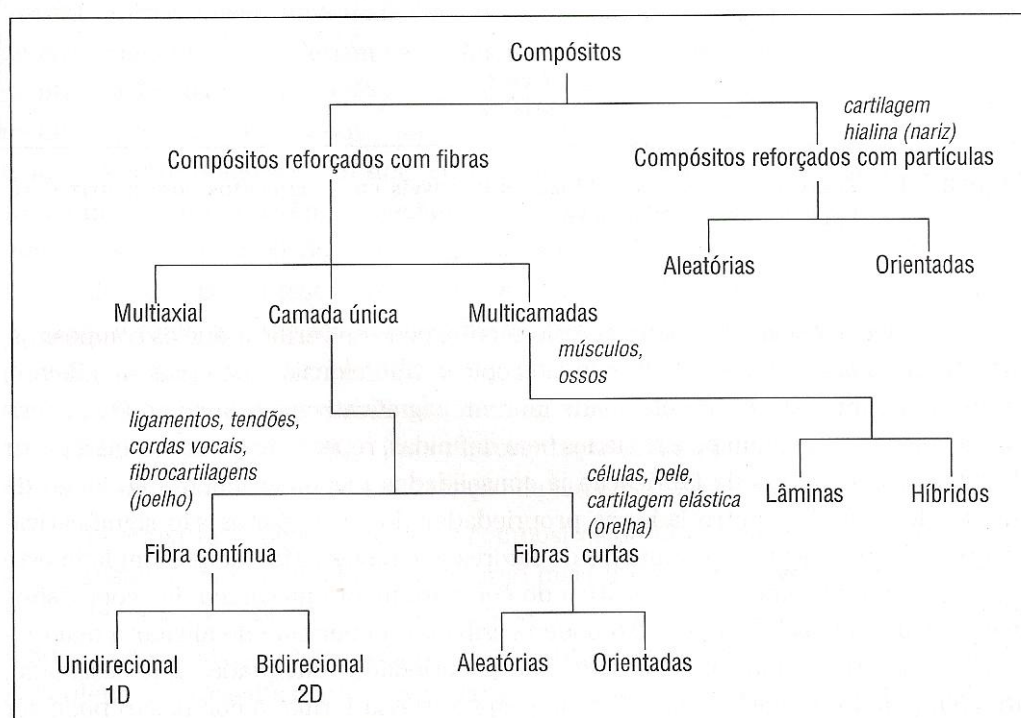 Compósitos
cartilagem
hialina (nariz)
Compósitos reforçados com fibras
Compósitos reforçados com partículas
Aleatórias
Orientadas
Multiaxial
Camada única
Multicamadas
músculos,
ossos
ligamentos, tendões,
cordas vocais,
fibrocartilagens
(joelho)
células, pele,
cartilagem elástica
(orelha)
Lâminas
Híbridos
Fibra contínua
Fibras curtas
Unidirecional
1D
Bidirecional
2D
Aleatórias
Orientadas